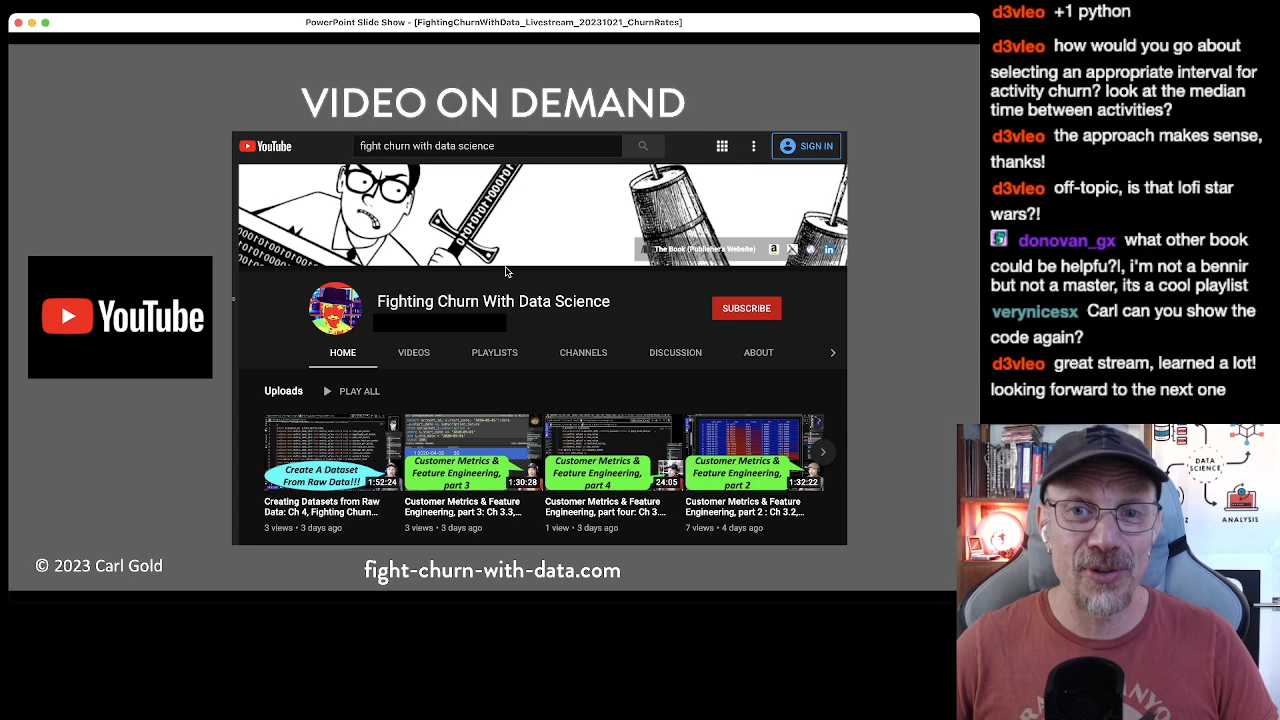 PowerPoint Slide Show - [FightingChurnWithData_Livestream_20231021_ChurnRates]
VIDEO ON DEMAND
YouTube
fight churn with data science
SIGN IN
The Book (Publisher's Website)
YouTube
Fighting Churn With Data Science
SUBSCRIBE
HOME
VIDEOS
PLAYLISTS
CHANNELS
DISCUSSION
ABOUT
Uploads
PLAY ALL
Create A Dataset
From Raw Data!!!
1:52:24
Customer Metrics &
Feature Engineering,
part 3
1:30:28
Customer Metrics &
Feature Engineering,
part 4
24:05
Customer Metrics &
Feature Engineering,
part 2
1:32:22
Creating Datasets from Raw
Data: Ch 4, Fighting Churn...
3 views • 3 days ago
Customer Metrics & Feature
Engineering, part 3: Ch 3.3,...
3 views • 3 days ago
Customer Metrics & Feature
Engineering, part four: Ch 3....
1 view • 3 days ago
Customer Metrics & Feature
Engineering, part 2 : Ch 3.2,...
7 views • 4 days ago
© 2023 Carl Gold
fight-churn-with-data.com
d3vleo +1 python
d3vleo how would you go about
selecting an appropriate interval for
activity churn? look at the median
time between activities?
d3vleo the approach makes sense,
thanks!
d3vleo off-topic, is that lofi star
wars?!
donovan_gx what other book
could be helpfu?l, i'm not a bennir
but not a master, its a cool playlist
verynicesx Carl can you show the
code again?
d3vleo great stream, learned a lot!
looking forward to the next one
DATA
SCIENCE
ANALYSIS